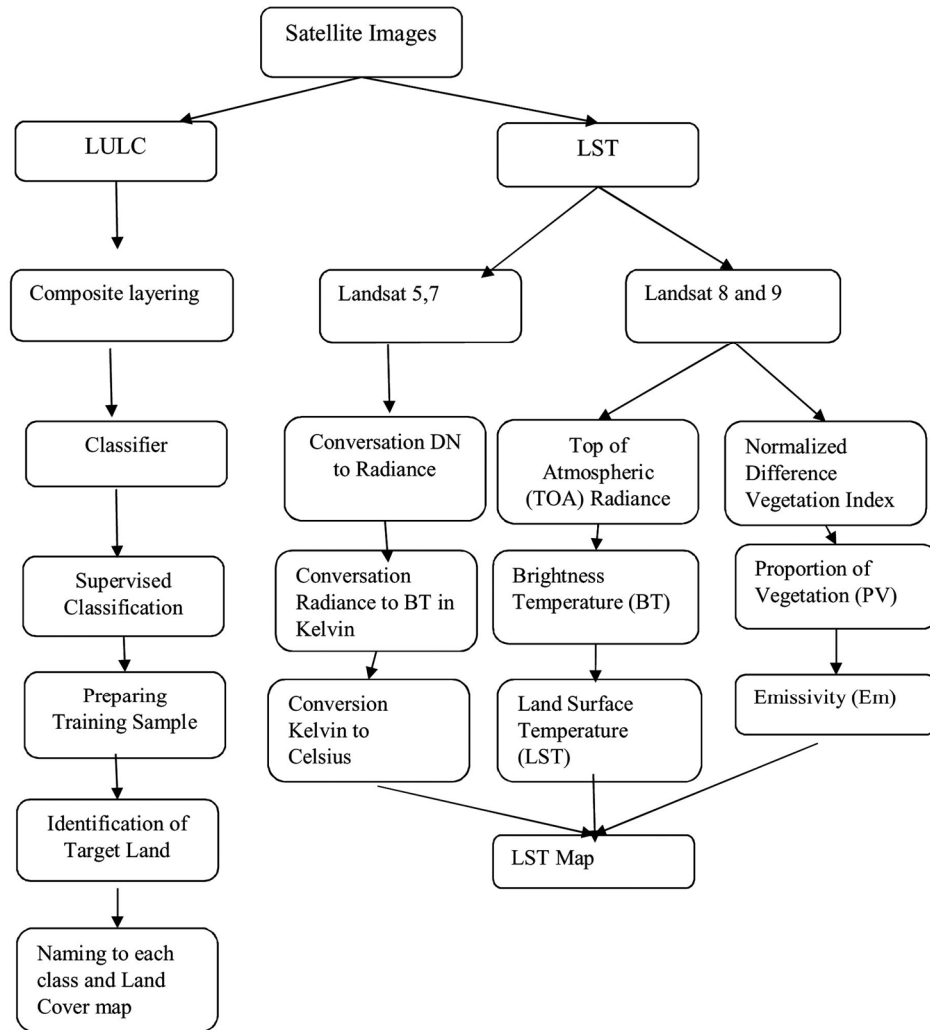 Satellite Images
LULC
LST
Composite layering
Landsat 5,7
Landsat 8 and 9
Classifier
Conversation DN
to Radiance
Top of
Atmospheric
(TOA) Radiance
Normalized
Difference
Vegetation Index
Supervised
Classification
Conversation
Radiance to BT in
Kelvin
Brightness
Temperature (BT)
Proportion of
Vegetation (PV)
Preparing
Training Sample
Conversion
Kelvin to
Celsius
Land Surface
Temperature
(LST)
Emissivity (Em)
Identification of
Target Land
LST Map
Naming to each
class and Land
Cover map